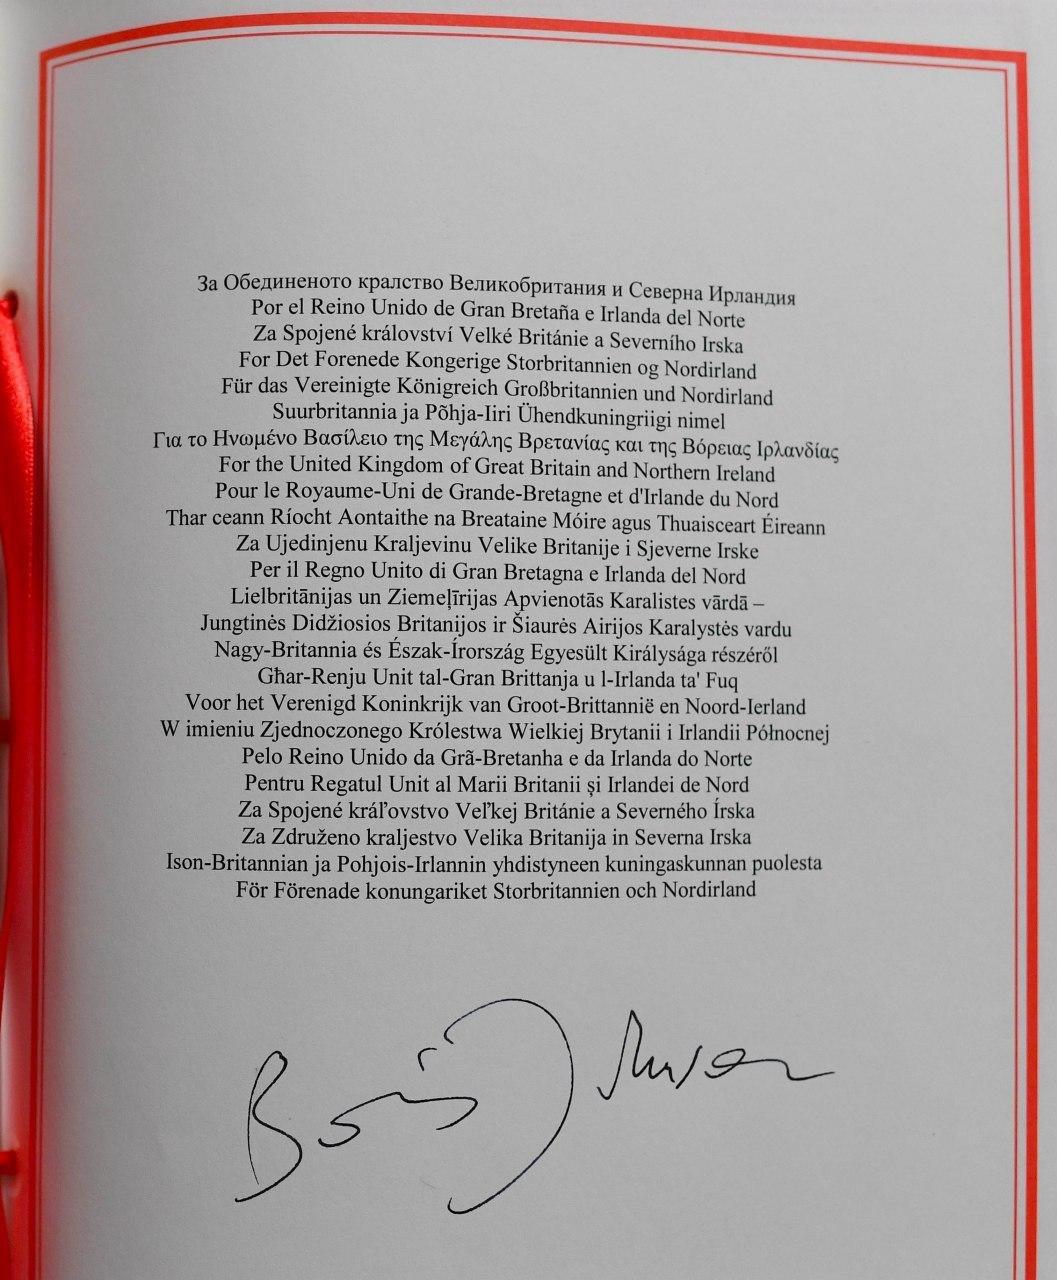 За Обединеното кралство Великобритания и Северна Ирландия
Por el Reino Unido de Gran Bretaña e Irlanda del Norte
Za Spojené království Velké Británie a Severního Irska
For Det Forenede Kongerige Storbritannien og Nordirland
Für das Vereinigte Königreich Großbritannien und Nordirland
Suurbritannia ja Põhja-Iiri Ühendkuningriigi nimel
Για το Ηνωμένο Βασίλειο της Μεγάλης Βρετανίας και της Βόρειας Ιρλανδίας
For the United Kingdom of Great Britain and Northern Ireland
Pour le Royaume-Uni de Grande-Bretagne et d'Irlande du Nord
Thar ceann Ríocht Aontaithe na Breataine Móire agus Thuaisceart Éireann
Za Ujedinjenu Kraljevinu Velike Britanije i Sjeverne Irske
Per il Regno Unito di Gran Bretagna e Irlanda del Nord
Lielbritānijas un Ziemeļīrijas Apvienotās Karalistes vārdā –
Jungtinės Didžiosios Britanijos ir Šiaurės Airijos Karalystės vardu
Nagy-Britannia és Észak-Írország Egyesült Királysága részéről
Għar-Renju Unit tal-Gran Brittanja u l-Irlanda ta' Fuq
Voor het Verenigd Koninkrijk van Groot-Brittannië en Noord-Ierland
W imieniu Zjednoczonego Królestwa Wielkiej Brytanii i Irlandii Północnej
Pelo Reino Unido da Grã-Bretanha e da Irlanda do Norte
Pentru Regatul Unit al Marii Britanii și Irlandei de Nord
Za Spojené kráľovstvo Veľkej Británie a Severného Írska
Za Združeno kraljestvo Velika Britanija in Severna Irska
Ison-Britannian ja Pohjois-Irlannin yhdistyneen kuningaskunnan puolesta
För Förenade konungariket Storbritannien och Nordirland